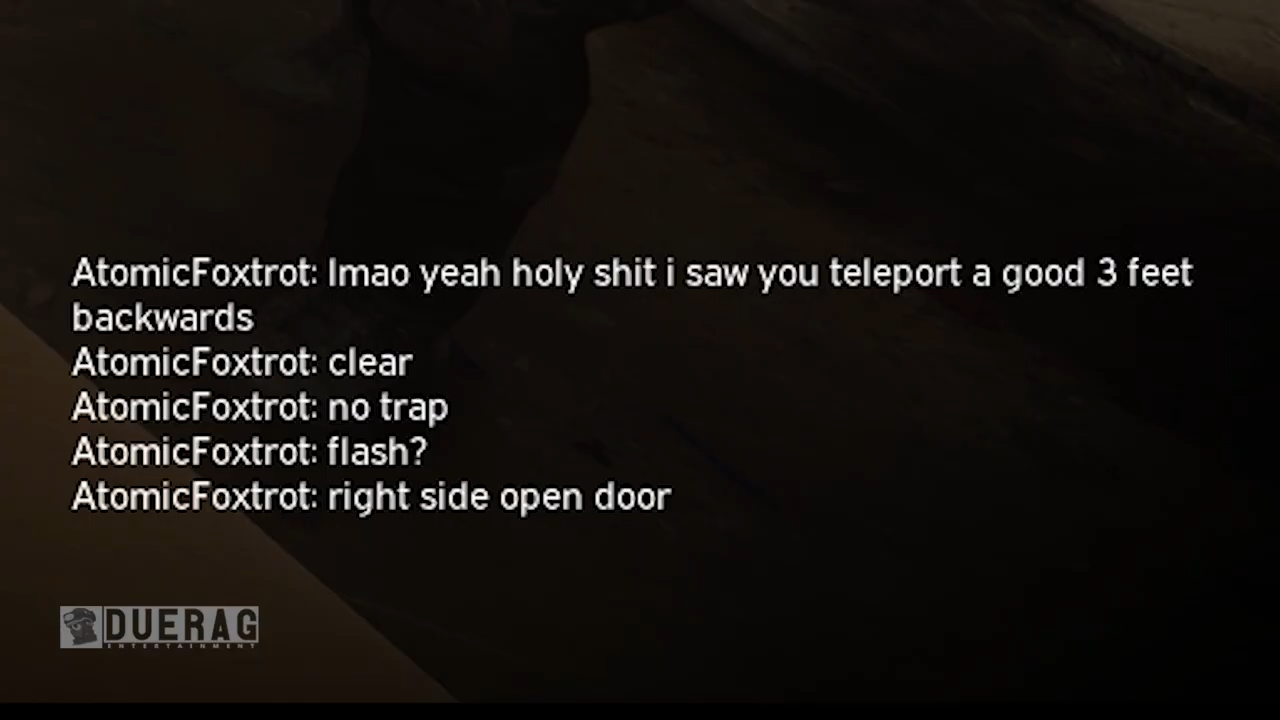 AtomicFoxtrot: lmao yeah holy shit i saw you teleport a good 3 feet
backwards
AtomicFoxtrot: clear
AtomicFoxtrot: no trap
AtomicFoxtrot: flash?
AtomicFoxtrot: right side open door
DUERAG
ENTERTAINMENT